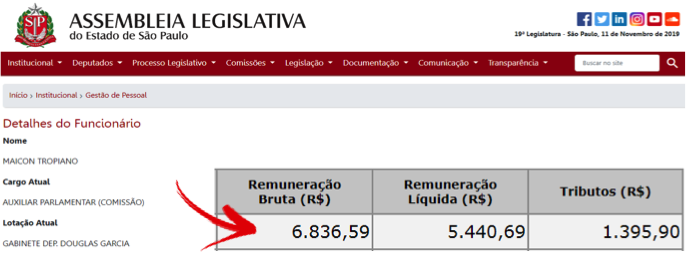 ASSEMBLEIA LEGISLATIVA
do Estado de São Paulo
19ª Legislatura - São Paulo, 11 de Novembro de 2019
Institucional Deputados Processo Legislativo Comissões Legislação Documentação Comunicação Transparência Buscar no site
Início > Institucional > Gestão de Pessoal
Detalhes do Funcionário
Nome
MAICON TROPIANO
Cargo Atual
AUXILIAR PARLAMENTAR (COMISSÃO)
Lotação Atual
GABINETE DEP. DOUGLAS GARCIA
Remuneração
Bruta (R$)
Remuneração
Líquida (R$)
Tributos (R$)
6.836,59 5.440,69 1.395,90